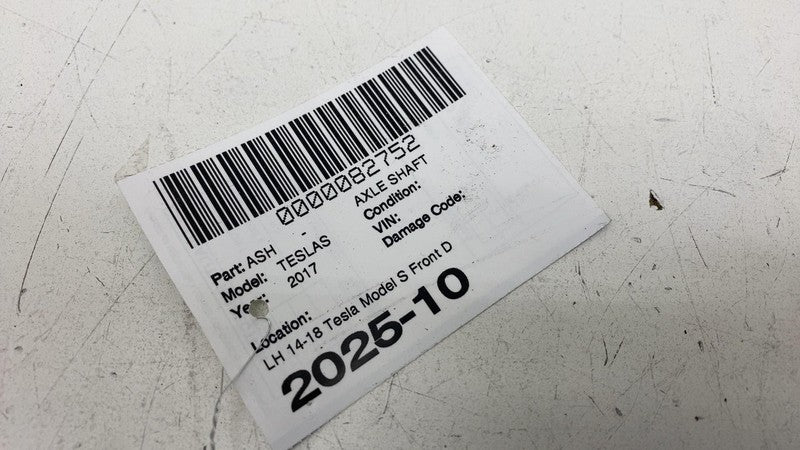 0000082752
Part: ASH - AXLE SHAFT
Model: TESLAS Condition:
Year: 2017 VIN:
Damage Code:
Location:
LH 14-18 Tesla Model S Front D
2025-10